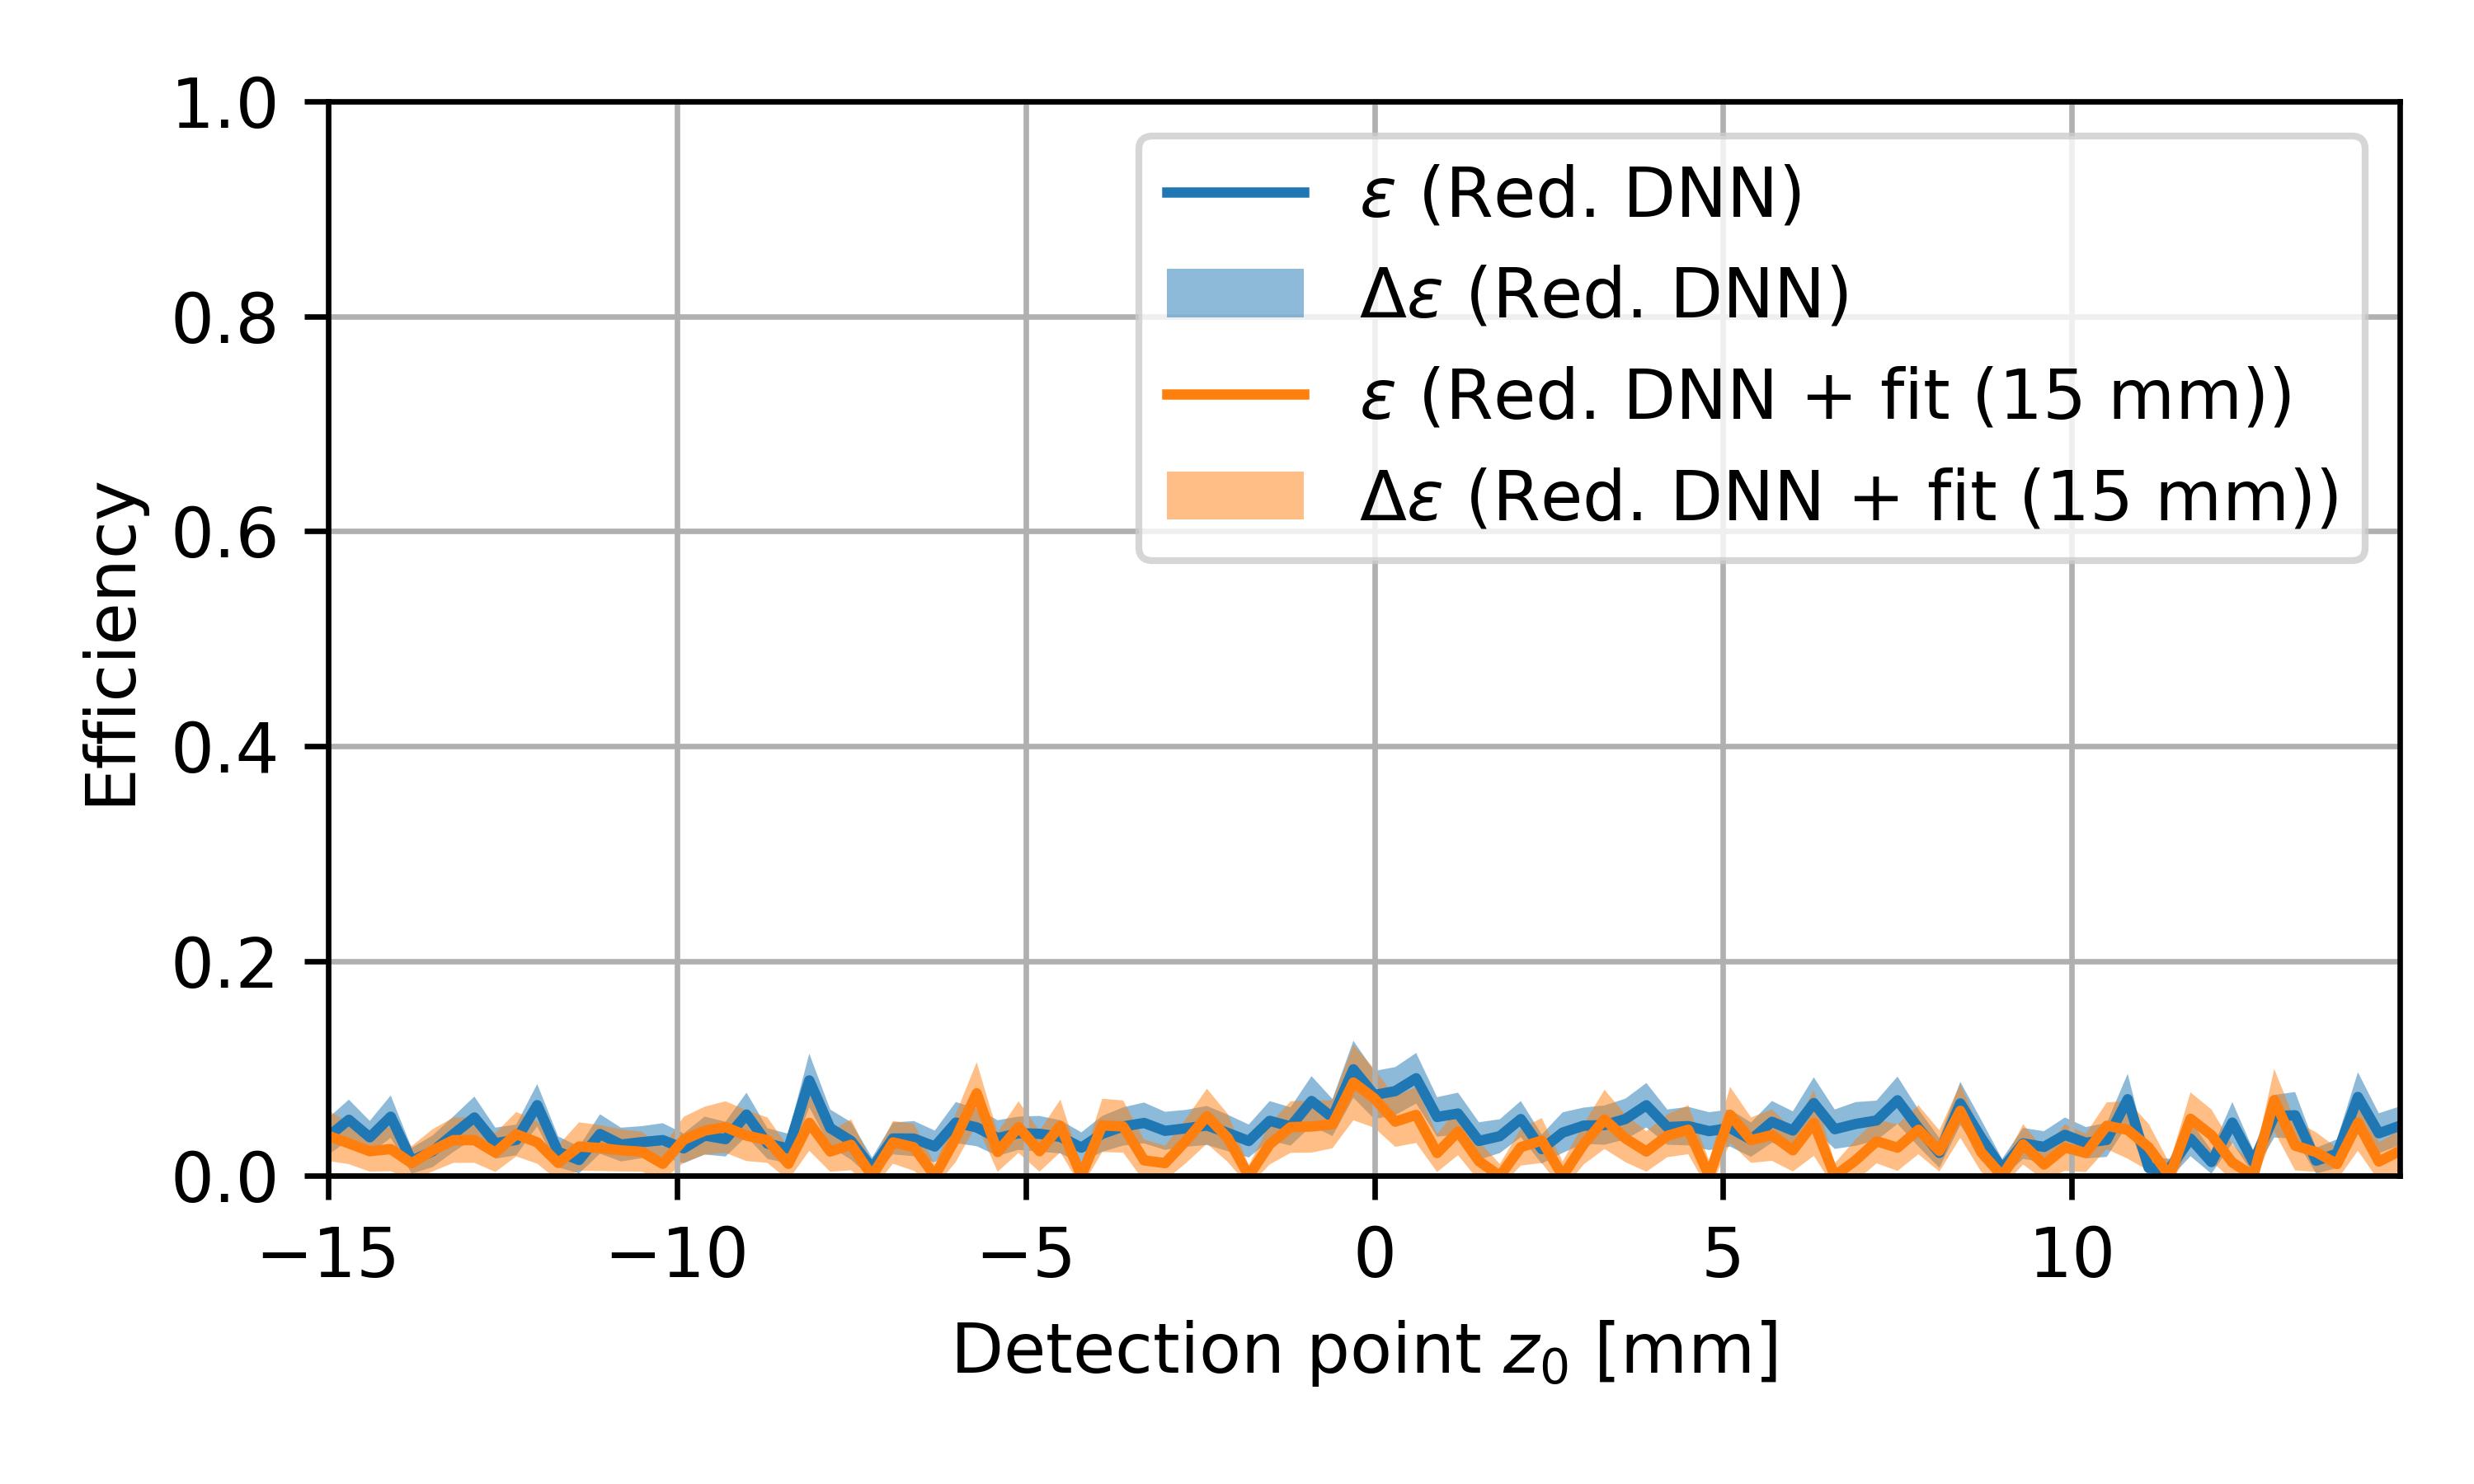 1.0
0.8
0.6
0.4
0.2
0.0
Efficiency
ε (Red. DNN)
Δε (Red. DNN)
ε (Red. DNN + fit (15 mm))
Δε (Red. DNN + fit (15 mm))
−15 −10 −5 0 5 10
Detection point z₀ [mm]